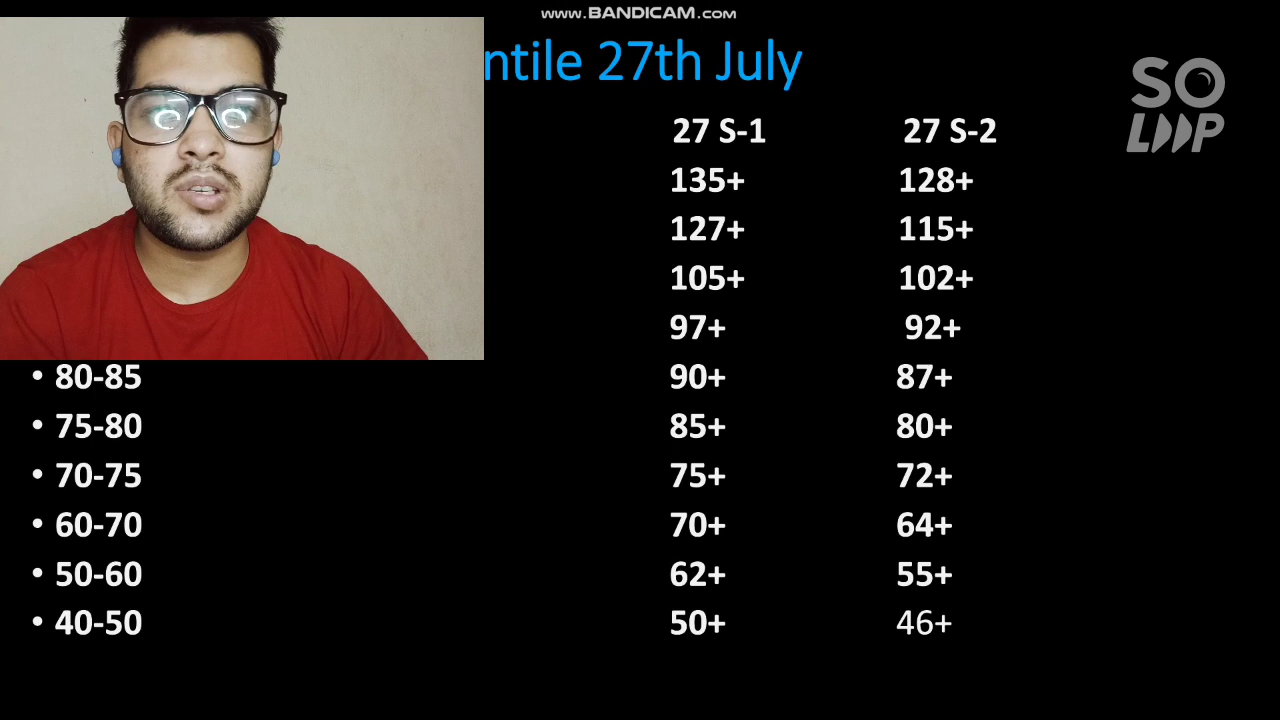 WWW.BANDICAM.COM
27th July
SO
LOOP
27 S-1 27 S-2
135+ 128+
127+ 115+
105+ 102+
97+ 92+
• 80-85 90+ 87+
• 75-80 85+ 80+
• 70-75 75+ 72+
• 60-70 70+ 64+
• 50-60 62+ 55+
• 40-50 50+ 46+